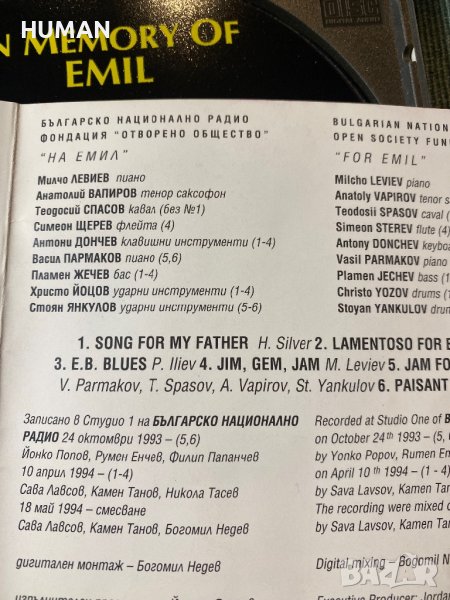 HUMAN
N MEMORY OF
EMIL
БЪЛГАРСКО НАЦИОНАЛНО РАДИО
ФОНДАЦИЯ "ОТВОРЕНО ОБЩЕСТВО"
"НА ЕМИЛ"
Милчо ЛЕВИЕВ пиано
Анатолий ВАПИРОВ тенор саксофон
Теодосий СПАСОВ кавал (без №1)
Симеон ЩЕРЕВ флейта (4)
Антони ДОНЧЕВ клавишни инструменти (1-4)
Васил ПАРМАКОВ пиано (5,6)
Пламен ЖЕЧЕВ бас (1-4)
Христо ЙОЦОВ ударни инструменти (1-4)
Стоян ЯНКУЛОВ ударни инструменти (5-6)
BULGARIAN NATION
OPEN SOCIETY FUN
"FOR EMIL"
Milcho LEVIEV piano
Anatoly VAPIROV tenor s
Teodosii SPASOV caval (
Simeon STEREV flute (4)
Antony DONCHEV keyboa
Vasil PARMAKOV piano
Plamen JECHEV bass (1
Christo YOZOV drums (1
Stoyan YANKULOV drum
1. SONG FOR MY FATHER H. Silver 2. LAMENTOSO FOR E
3. E.B. BLUES P. Iliev 4. JIM, GEM, JAM M. Leviev 5. JAM FO
V. Parmakov, T. Spasov, A. Vapirov, St. Yankulov 6. PAISANT
Записано в Студио 1 на БЪЛГАРСКО НАЦИОНАЛНО
РАДИО 24 октомври 1993 – (5,6)
Йонко Попов, Румен Енчев, Филип Папанчев
10 април 1994 – (1-4)
Сава Лавсов, Камен Танов, Никола Тасев
18 май 1994 – смесване
Сава Лавсов, Камен Танов, Богомил Недев
дигитален монтаж – Богомил Недев
Recorded at Studio One of B
on October 24th 1993 – (5, 6
by Yonko Popov, Rumen En
on April 10 th 1994 – (1 - 4)
by Sava Lavsov, Kamen Tan
The recording were mixed o
by Sava Lavsov, Kamen Ta
Digital mixing – Bogomil N
Executive Producer: Jordan
bazar